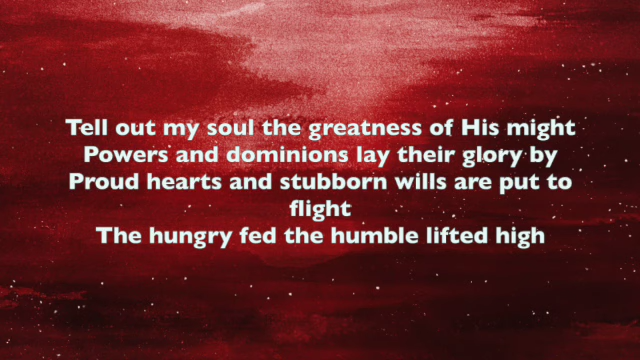 Tell out my soul the greatness of His might
Powers and dominions lay their glory by
Proud hearts and stubborn wills are put to
flight
The hungry fed the humble lifted high